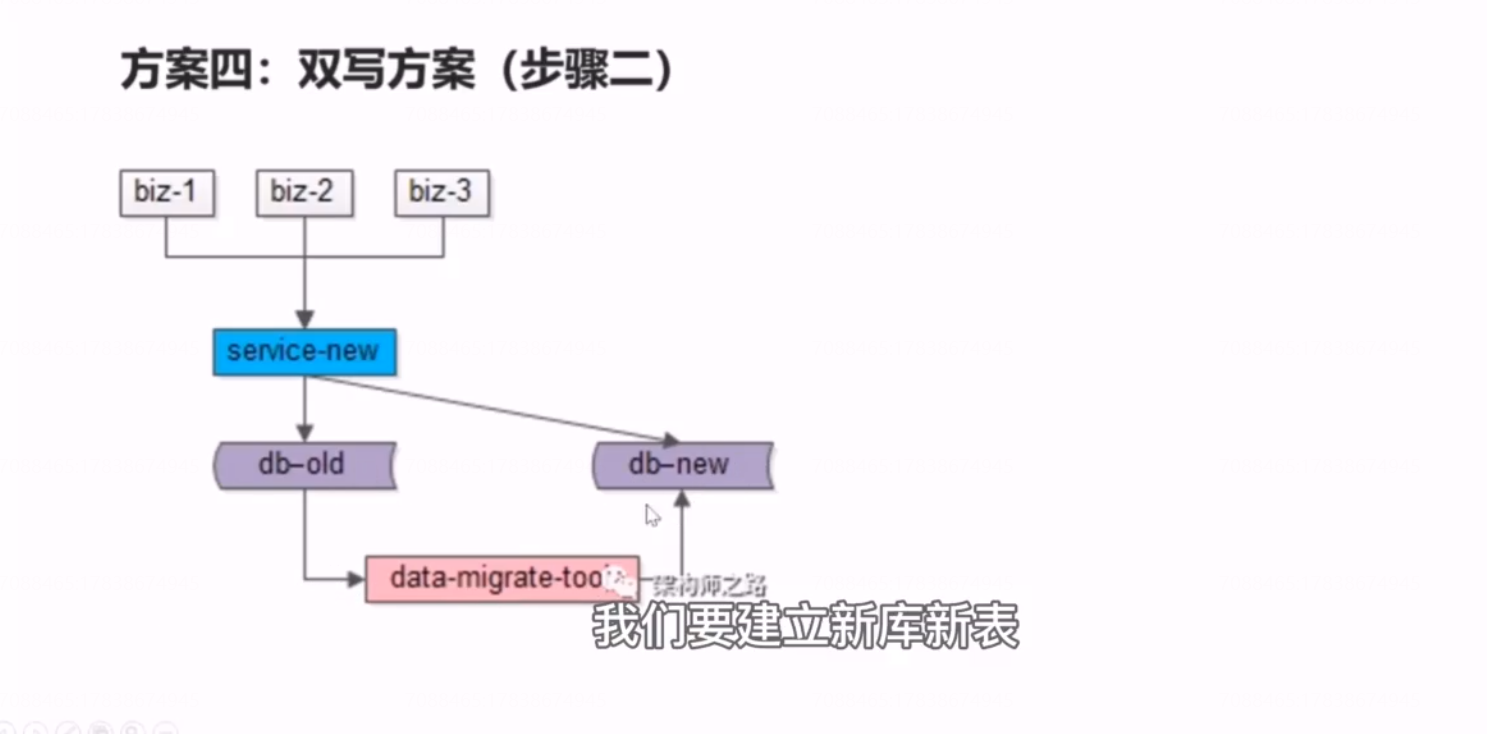 方案四：双写方案（步骤二）
biz-1 biz-2 biz-3
service-new
db-old db-new
data-migrate-tool
架构师之路
我们要建立新库新表